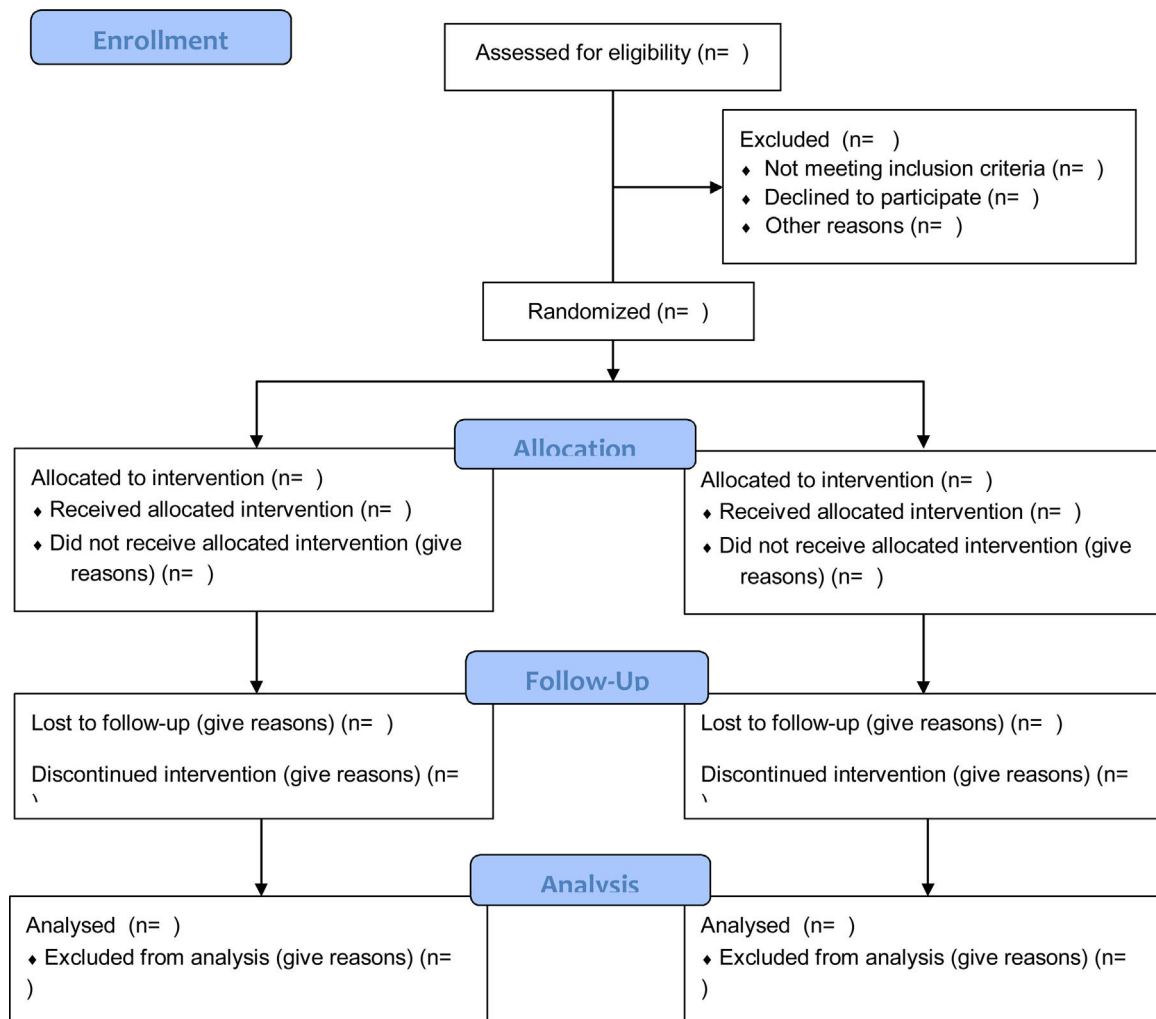 Enrollment
Assessed for eligibility (n= )
Excluded (n= )
♦ Not meeting inclusion criteria (n= )
♦ Declined to participate (n= )
♦ Other reasons (n= )
Randomized (n= )
Allocation
Allocated to intervention (n= )
♦ Received allocated intervention (n= )
♦ Did not receive allocated intervention (give
reasons) (n= )
Allocated to intervention (n= )
♦ Received allocated intervention (n= )
♦ Did not receive allocated intervention (give
reasons) (n= )
Follow-Up
Lost to follow-up (give reasons) (n= )
Discontinued intervention (give reasons) (n=
)
Lost to follow-up (give reasons) (n= )
Discontinued intervention (give reasons) (n=
)
Analysis
Analysed (n= )
♦ Excluded from analysis (give reasons) (n=
)
Analysed (n= )
♦ Excluded from analysis (give reasons) (n=
)